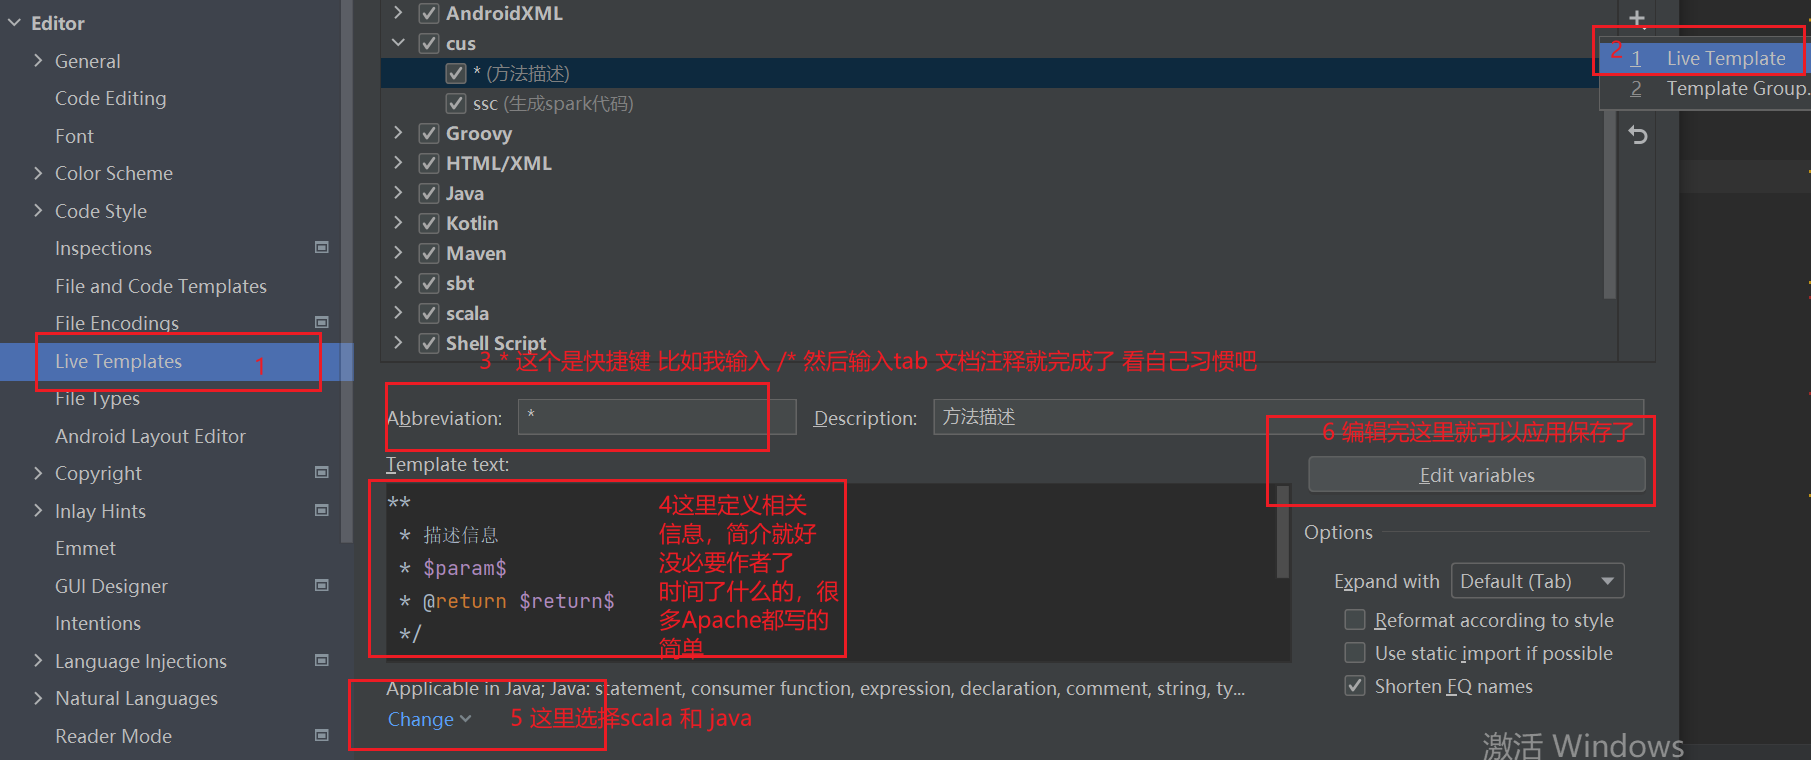 Editor
General
Code Editing
Font
Color Scheme
Code Style
Inspections
File and Code Templates
File Encodings
Live Templates
1
File Types
Android Layout Editor
Copyright
Inlay Hints
Emmet
GUI Designer
Intentions
Language Injections
Natural Languages
Reader Mode
AndroidXML
cus
* (方法描述)
ssc (生成spark代码)
Groovy
HTML/XML
Java
Kotlin
Maven
sbt
scala
Shell Script
2
1 Live Template
2 Template Group.
3 * 这个是快捷键 比如我输入 /* 然后输入tab 文档注释就完成了 看自己习惯吧
Abbreviation: *
Description: 方法描述
6 编辑完这里就可以应用保存了
Template text:
Edit variables
**
* 描述信息
* $param$
* @return $return$
*/
4这里定义相关
信息，简介就好
没必要作者了
时间了什么的，很
多Apache都写的
简单
Options
Expand with Default (Tab)
Reformat according to style
Use static import if possible
Shorten FQ names
Applicable in Java; Java: statement, consumer function, expression, declaration, comment, string, ty...
Change
5 这里选择scala 和 java
激活 Windows